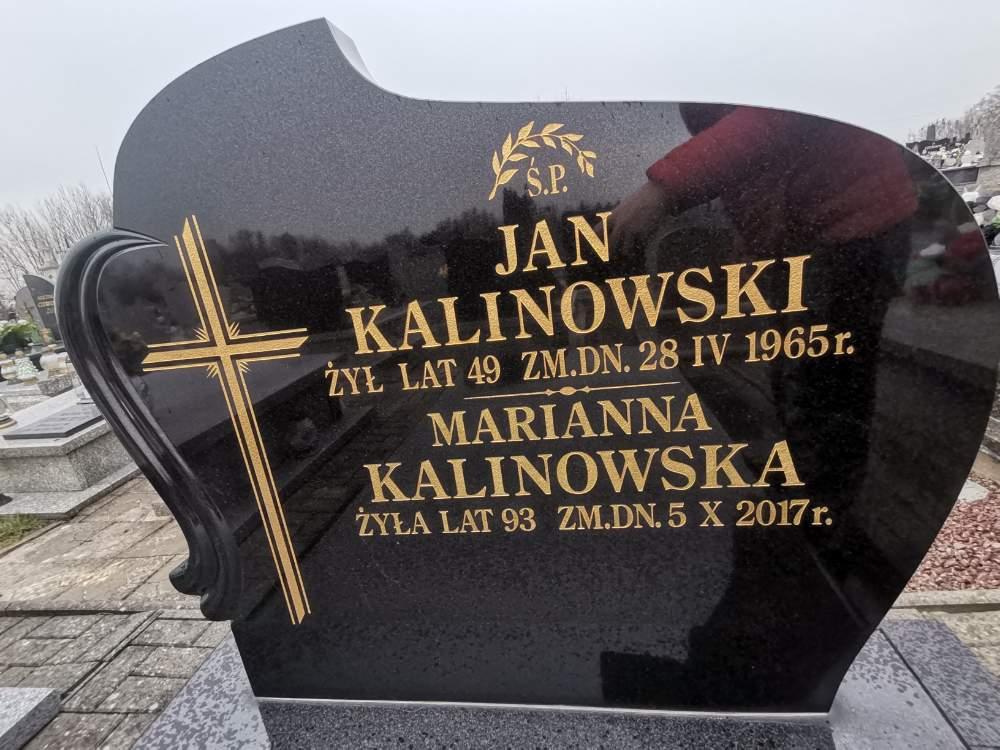 Ś.P.
JAN
KALINOWSKI
ŻYŁ LAT 49 ZM.DN. 28 IV 1965 r.
MARIANNA
KALINOWSKA
ŻYŁA LAT 93 ZM.DN. 5 X 2017 r.